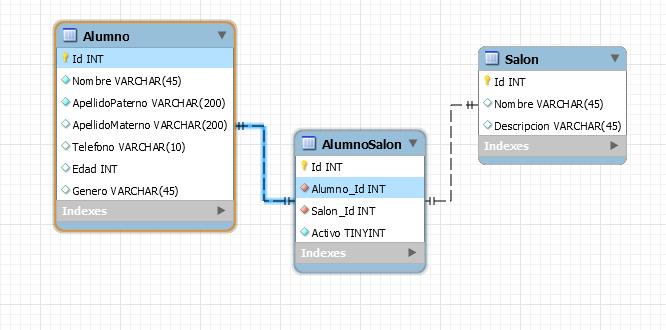 Alumno
Id INT
Nombre VARCHAR(45)
ApellidoPaterno VARCHAR(200)
ApellidoMaterno VARCHAR(200)
Telefono VARCHAR(10)
Edad INT
Genero VARCHAR(45)
Indexes
AlumnoSalon
Id INT
Alumno_Id INT
Salon_Id INT
Activo TINYINT
Indexes
Salon
Id INT
Nombre VARCHAR(45)
Descripcion VARCHAR(45)
Indexes